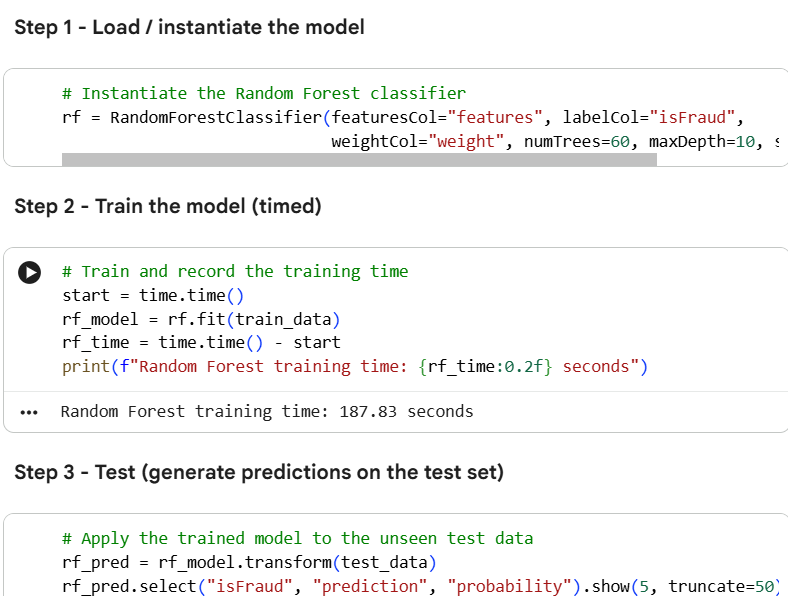 Step 1 - Load / instantiate the model
# Instantiate the Random Forest classifier
rf = RandomForestClassifier(featuresCol="features", labelCol="isFraud",
weightCol="weight", numTrees=60, maxDepth=10, s
Step 2 - Train the model (timed)
# Train and record the training time
start = time.time()
rf_model = rf.fit(train_data)
rf_time = time.time() - start
print(f"Random Forest training time: {rf_time:0.2f} seconds")
Random Forest training time: 187.83 seconds
Step 3 - Test (generate predictions on the test set)
# Apply the trained model to the unseen test data
rf_pred = rf_model.transform(test_data)
rf_pred.select("isFraud", "prediction", "probability").show(5, truncate=50)